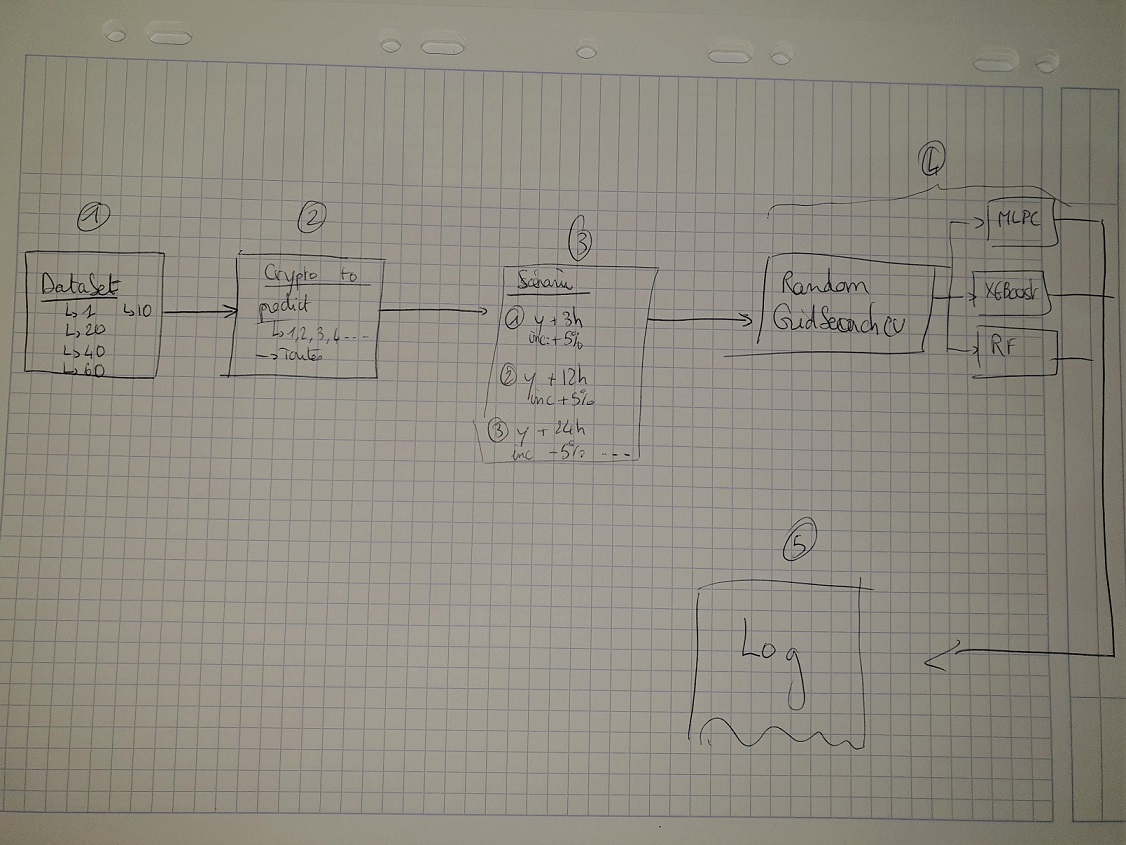 ①
DataSet
↳1 ↳10
↳20
↳40
↳60
②
Crypto to
predict
↳1,2,3,4 ...
→ Toutes
③
Scénario
① y + 3h
inc + 5%
② y + 12h
inc + 5%
③ y + 24h
inc - 5% ---
④
Random
GridSearchCV
MLPC
XGBoost
RF
⑤
Log